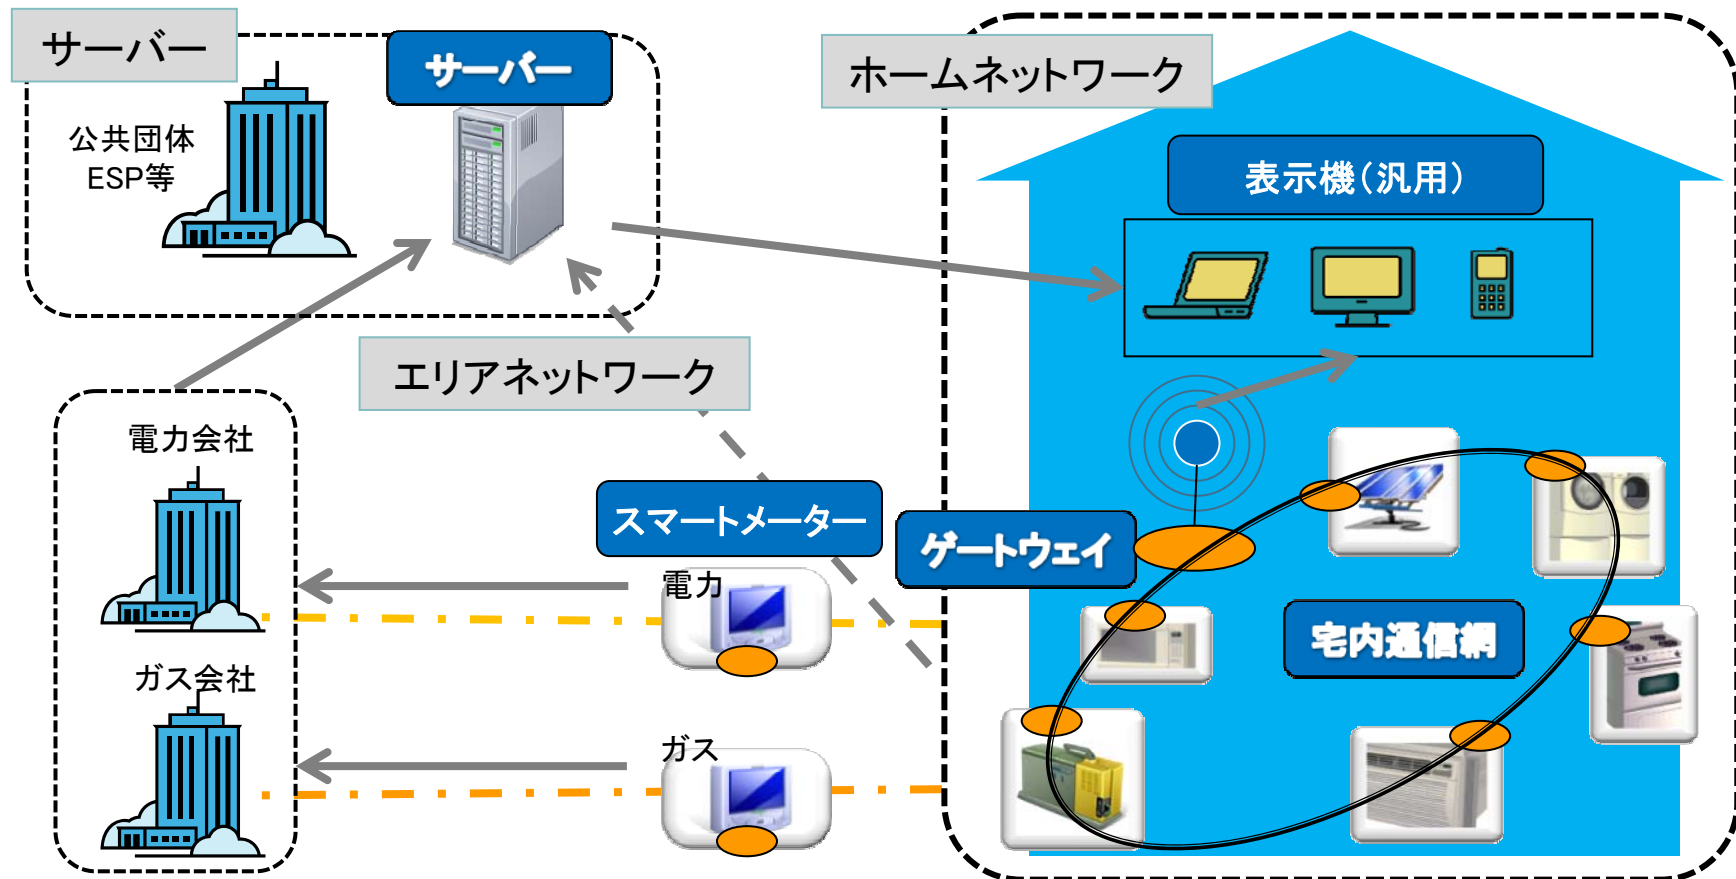 サーバー
サーバー
公共団体
ESP等
ホームネットワーク
表示機（汎用）
エリアネットワーク
電力会社
スマートメーター
ゲートウェイ
電力
宅内通信網
ガス会社
ガス